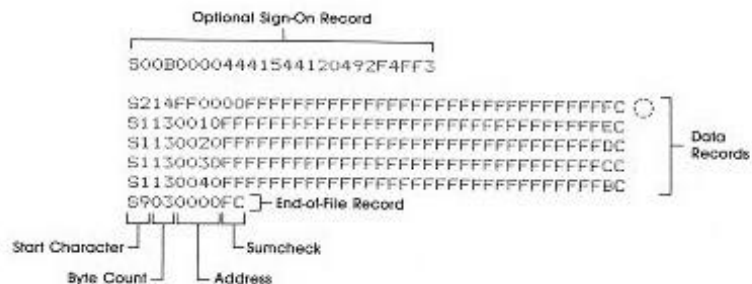 Optional Sign-On Record
S00B00004441544120492F4FF3
S214FF0000FFFFFFFFFFFFFFFFFFFFFFFFFFFFFFFFFC
S1130010FFFFFFFFFFFFFFFFFFFFFFFFFFFFFFFFEC
S1130020FFFFFFFFFFFFFFFFFFFFFFFFFFFFFFFFDC
S1130030FFFFFFFFFFFFFFFFFFFFFFFFFFFFFFFFCC
S1130040FFFFFFFFFFFFFFFFFFFFFFFFFFFFFFFFBC
Data
Records
S9030000FC
End-of-File Record
Start Character
Sumcheck
Byte Count
Address